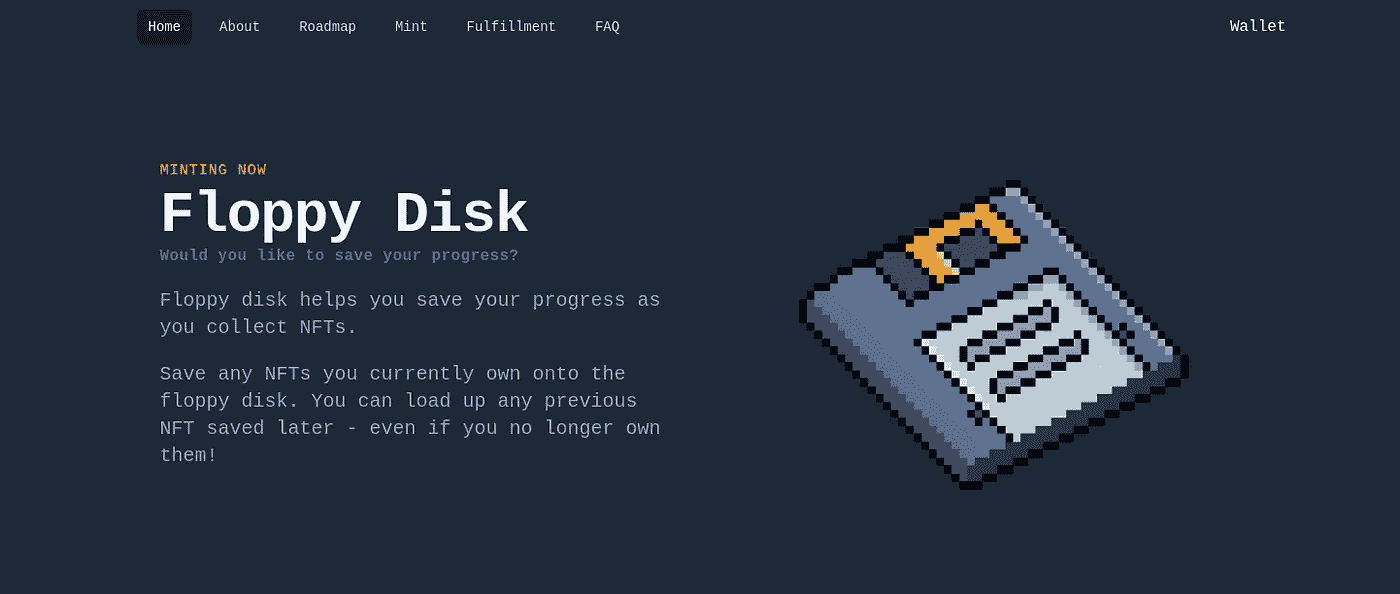 Home About Roadmap Mint Fulfillment FAQ Wallet
MINTING NOW
Floppy Disk
Would you like to save your progress?
Floppy disk helps you save your progress as
you collect NFTs.
Save any NFTs you currently own onto the
floppy disk. You can load up any previous
NFT saved later - even if you no longer own
them!